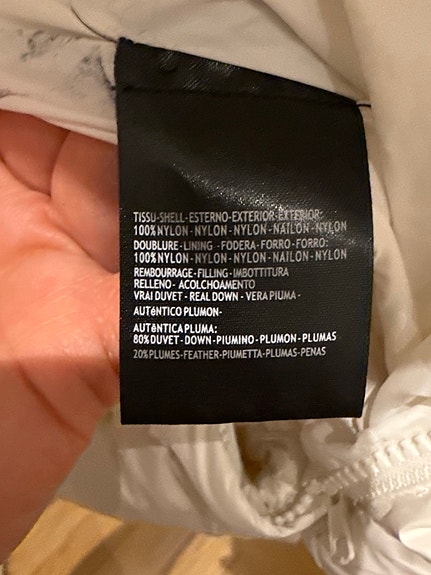 TISSU-SHELL-ESTERNO-EXTERIOR-EXTERIOR:
100%NYLON-NYLON-NYLON-NAILON-NYLON
DOUBLURE-LINING -FODERA-FORRO-FORRO:
100%NYLON-NYLON-NYLON-NAILON-NYLON
REMBOURRAGE-FILLING-IMBOTTITURA
RELLENO- ACOLCHOAMENTO
VRAI DUVET - REAL DOWN - VERA PIUMA -
AUTéNTICO PLUMON-
AUTêNTICA PLUMA:
80%DUVET-DOWN-PIUMINO-PLUMON-PLUMAS
20%PLUMES-FEATHER-PIUMETTA-PLUMAS-PENAS